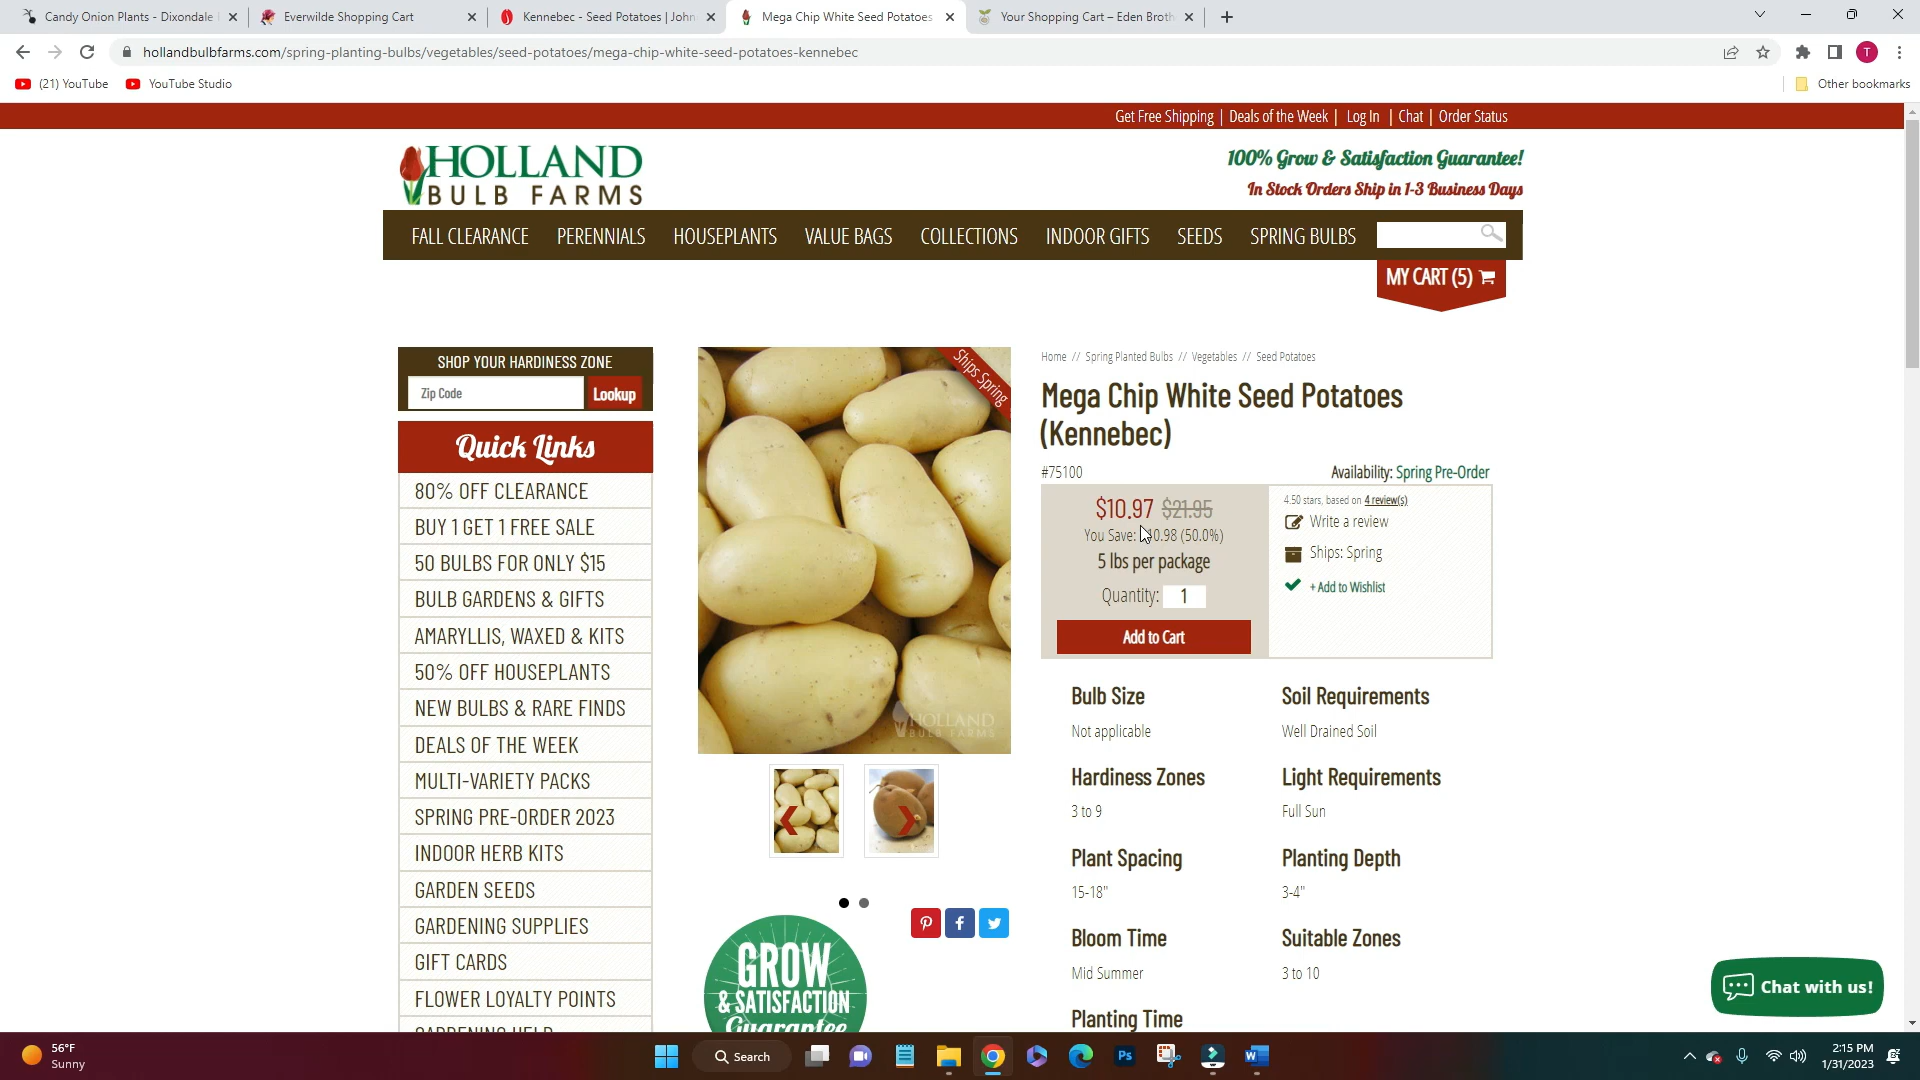 Candy Onion Plants - Dixondale
Everwilde Shopping Cart
Kennebec - Seed Potatoes | John
Mega Chip White Seed Potatoes
Your Shopping Cart – Eden Broth
hollandbulbfarms.com/spring-planting-bulbs/vegetables/seed-potatoes/mega-chip-white-seed-potatoes-kennebec
T
(21) YouTube
YouTube Studio
Other bookmarks
Get Free Shipping | Deals of the Week | Log In | Chat | Order Status
HOLLAND
BULB FARMS
100% Grow & Satisfaction Guarantee!
In Stock Orders Ship in 1-3 Business Days
FALL CLEARANCE PERENNIALS HOUSEPLANTS VALUE BAGS COLLECTIONS INDOOR GIFTS SEEDS SPRING BULBS
MY CART (5)
SHOP YOUR HARDINESS ZONE
Zip Code
Lookup
Quick Links
80% OFF CLEARANCE
BUY 1 GET 1 FREE SALE
50 BULBS FOR ONLY $15
BULB GARDENS & GIFTS
AMARYLLIS, WAXED & KITS
50% OFF HOUSEPLANTS
NEW BULBS & RARE FINDS
DEALS OF THE WEEK
MULTI-VARIETY PACKS
SPRING PRE-ORDER 2023
INDOOR HERB KITS
GARDEN SEEDS
GARDENING SUPPLIES
GIFT CARDS
FLOWER LOYALTY POINTS
GARDENING HELP
Ships Spring
HOLLAND
BULB FARMS
GROW
& SATISFACTION
Guarantee
Home // Spring Planted Bulbs // Vegetables // Seed Potatoes
Mega Chip White Seed Potatoes
(Kennebec)
#75100
Availability: Spring Pre-Order
$10.97 $21.95
You Save: 0.98 (50.0%)
5 lbs per package
Quantity: 1
Add to Cart
4.50 stars, based on 4 review(s)
Write a review
Ships: Spring
+ Add to Wishlist
Bulb Size
Not applicable
Soil Requirements
Well Drained Soil
Hardiness Zones
3 to 9
Light Requirements
Full Sun
Plant Spacing
15-18"
Planting Depth
3-4"
Bloom Time
Mid Summer
Suitable Zones
3 to 10
Planting Time
Chat with us!
56°F
Sunny
Search
Ps
2:15 PM
1/31/2023